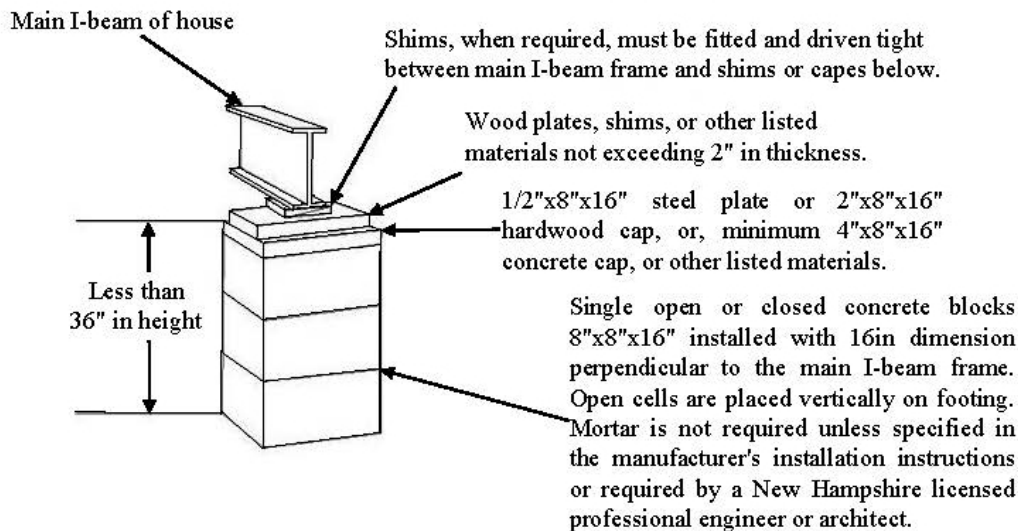 Main I-beam of house
Shims, when required, must be fitted and driven tight
between main I-beam frame and shims or capes below.
Wood plates, shims, or other listed
materials not exceeding 2" in thickness.
1/2"x8"x16" steel plate or 2"x8"x16"
hardwood cap, or, minimum 4"x8"x16"
concrete cap, or other listed materials.
Less than
36" in height
Single open or closed concrete blocks
8"x8"x16" installed with 16in dimension
perpendicular to the main I-beam frame.
Open cells are placed vertically on footing.
Mortar is not required unless specified in
the manufacturer's installation instructions
or required by a New Hampshire licensed
professional engineer or architect.